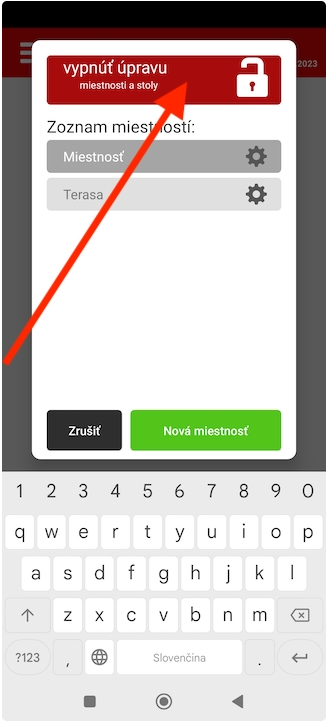 vypnúť úpravu
miestnosti a stoly
2023
Zoznam miestností:
Miestnosť
Terasa
Zrušiť
Nová miestnosť
1 2 3 4 5 6 7 8 9 0
q w e r t y u i o p
a s d f g h j k l
z x c v b n m
?123 , Slovenčina .